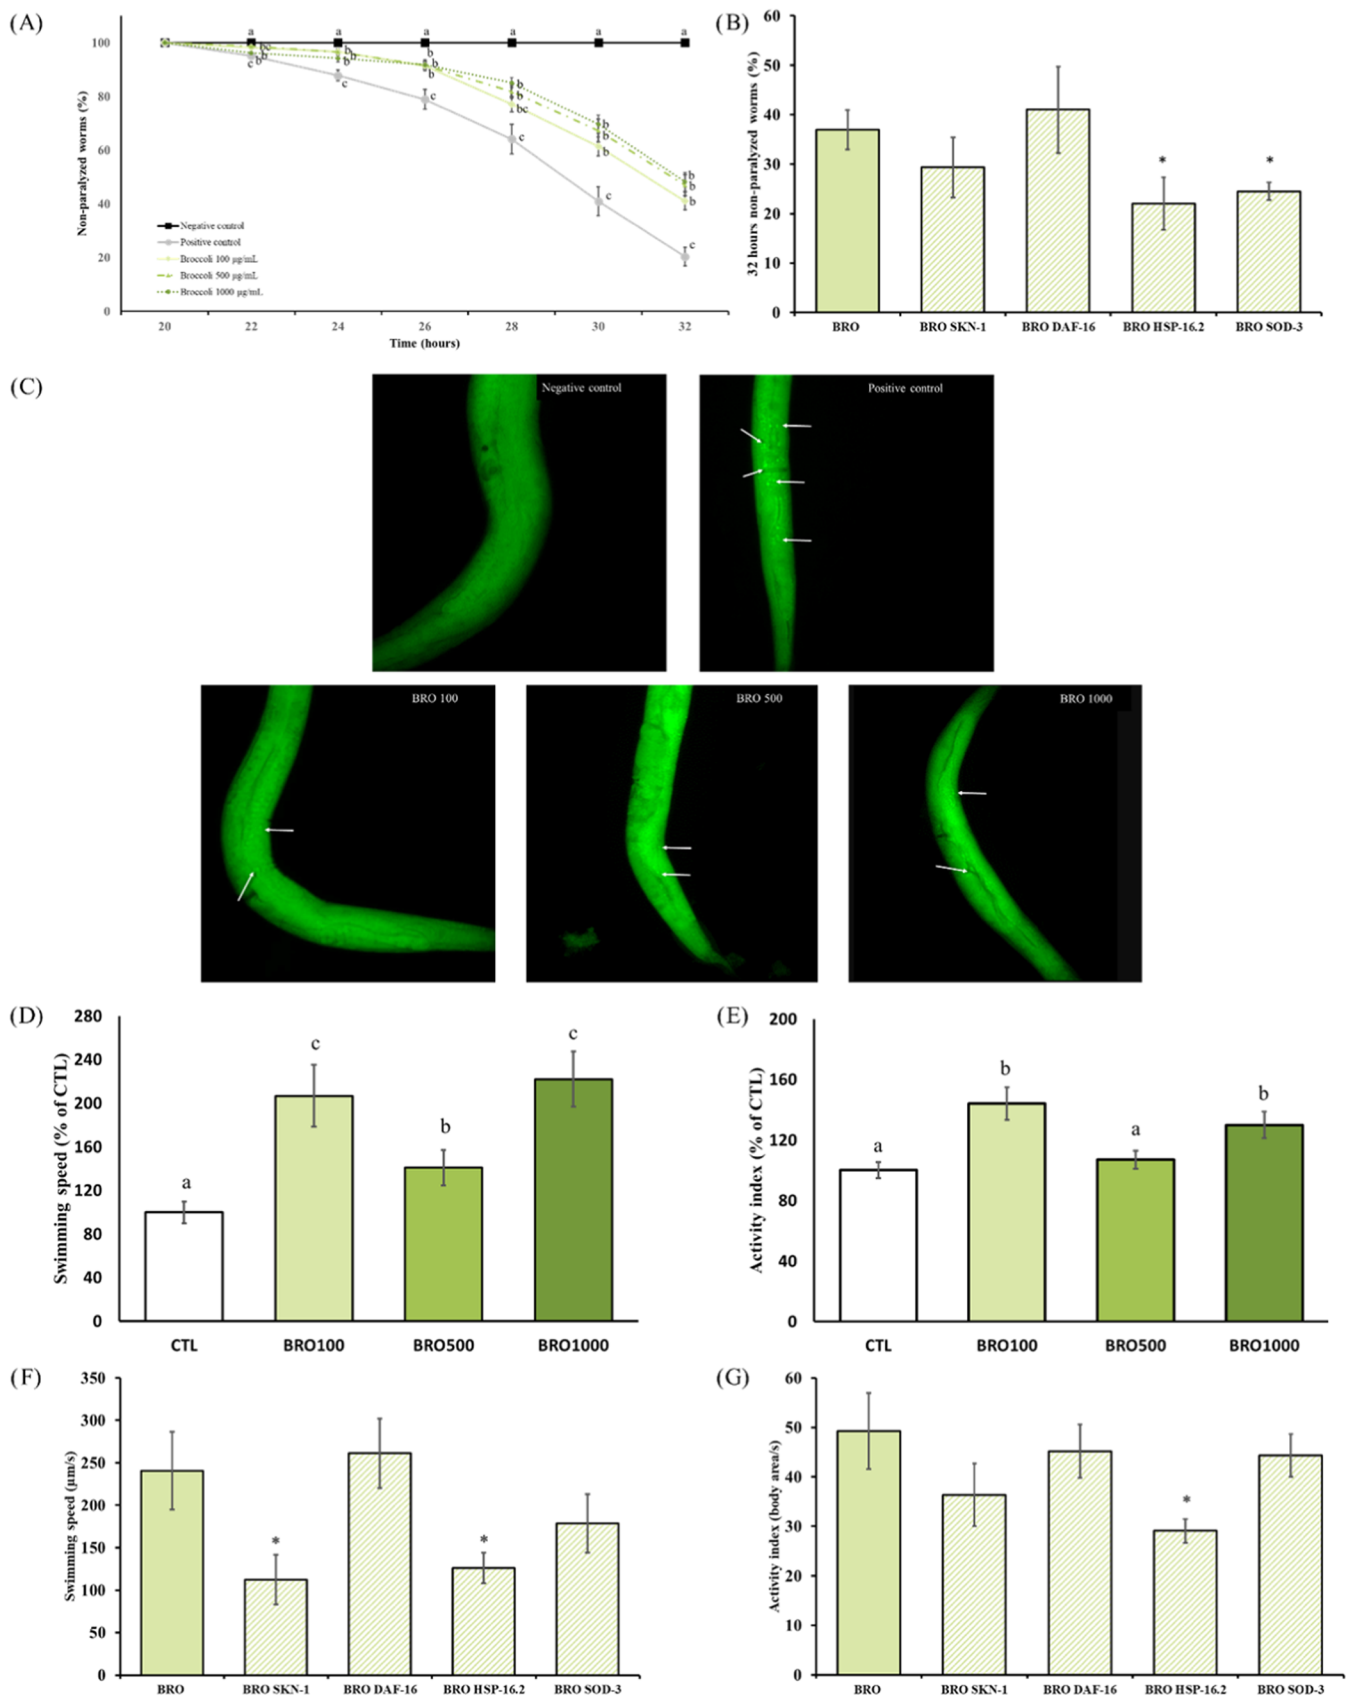 (A)
Non-paralyzed worms (%)
100
80
60
40
20
0
a a a a a a
bc b b c
b b b c
b b b c
b b bc c
b b b c
b b b c
Negative control
Positive control
Broccoli 100 µg/mL
Broccoli 500 µg/mL
Broccoli 1000 µg/mL
20 22 24 26 28 30 32
Time (hours)
(B)
32 hours non-paralyzed worms (%)
60
50
40
30
20
10
0
* *
BRO BRO SKN-1 BRO DAF-16 BRO HSP-16.2 BRO SOD-3
(C)
Negative control
Positive control
BRO 100
BRO 500
BRO 1000
(D)
Swimming speed (% of CTL)
280
240
200
160
120
80
40
0
a c b c
CTL BRO100 BRO500 BRO1000
(E)
Activity index (% of CTL)
200
160
120
80
40
0
a b a b
CTL BRO100 BRO500 BRO1000
(F)
Swimming speed (µm/s)
350
300
250
200
150
100
50
0
* *
BRO BRO SKN-1 BRO DAF-16 BRO HSP-16.2 BRO SOD-3
(G)
Activity index (body area/s)
60
50
40
30
20
10
0
*
BRO BRO SKN-1 BRO DAF-16 BRO HSP-16.2 BRO SOD-3